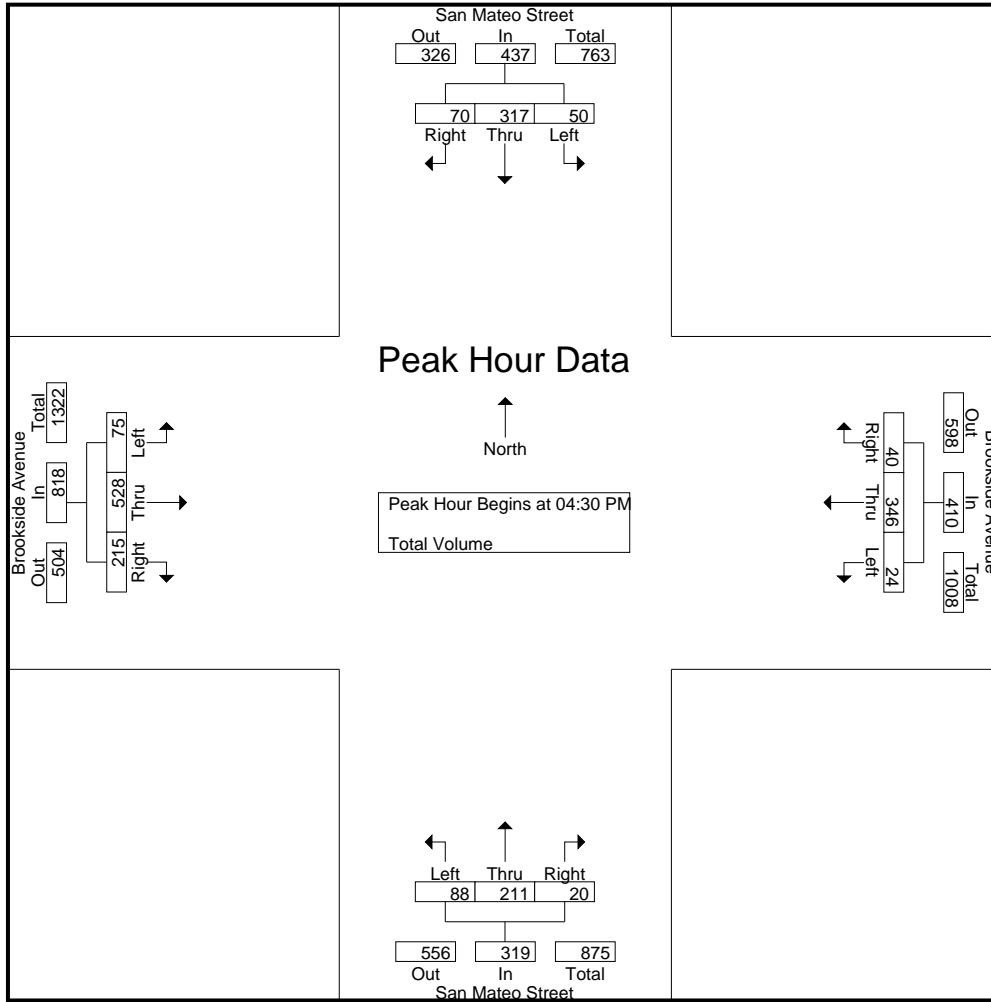 San Mateo Street
Out In Total
326 437 763
70 317 50
Right Thru Left
Peak Hour Data
North
Peak Hour Begins at 04:30 PM
Total Volume
Brookside Avenue
Out In Total
504 818 1322
Right Thru Left
215 528 75
Brookside Avenue
Out In Total
598 410 1008
Right Thru Left
40 346 24
Left Thru Right
88 211 20
556 319 875
Out In Total
San Mateo Street